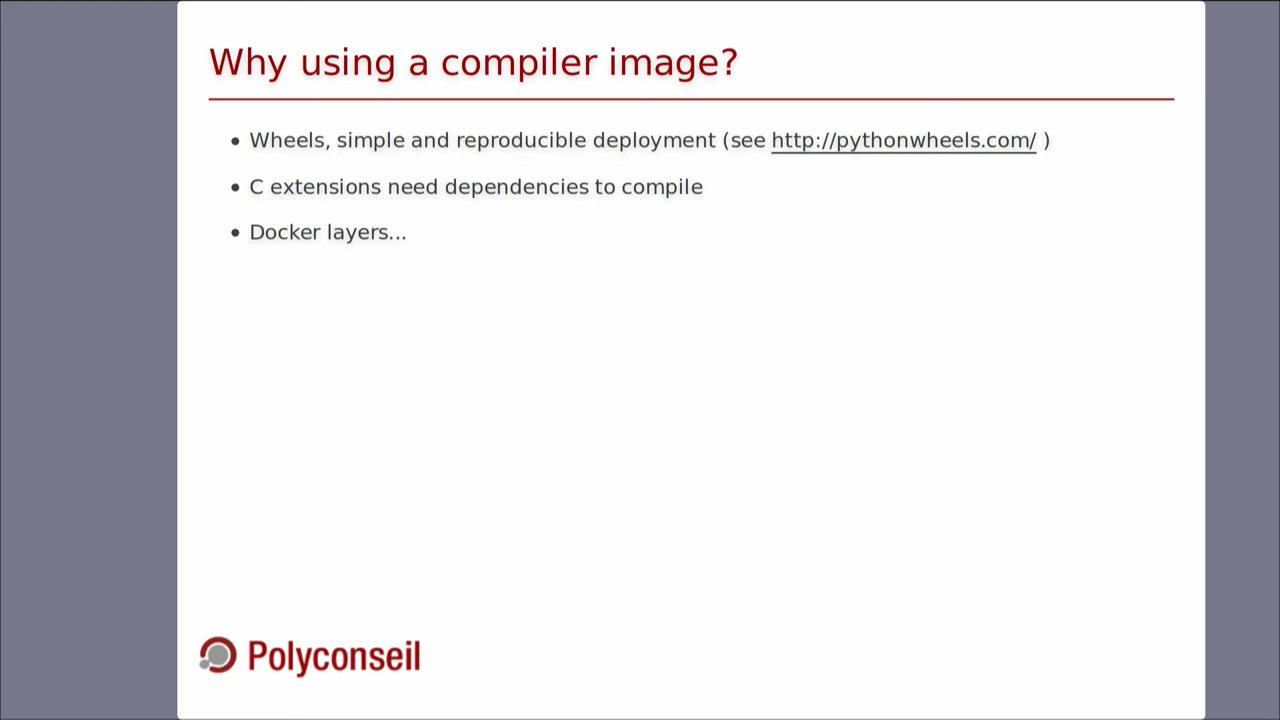 Why using a compiler image?
• Wheels, simple and reproducible deployment (see http://pythonwheels.com/ )
• C extensions need dependencies to compile
• Docker layers...
Polyconseil